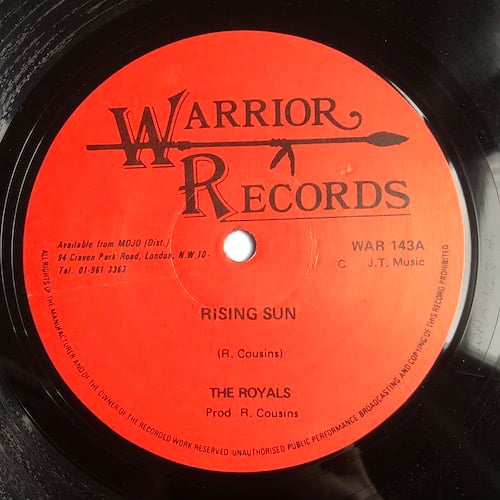 WARRIOR
RECORDS
Available from MOJO (Dist.)
94 Craven Park Road, London, N.W.10-
Tel. 01-961 3363
WAR 143A
C J.T. Music
RISING SUN
(R. Cousins)
THE ROYALS
Prod. R. Cousins
ALL RIGHTS OF THE MANUFACTURER AND OF THE OWNER OF THE RECORDED WORK RESERVED UNAUTHORISED PUBLIC PERFORMANCE BROADCASTING AND COPYING OF THIS RECORD PROHIBITED